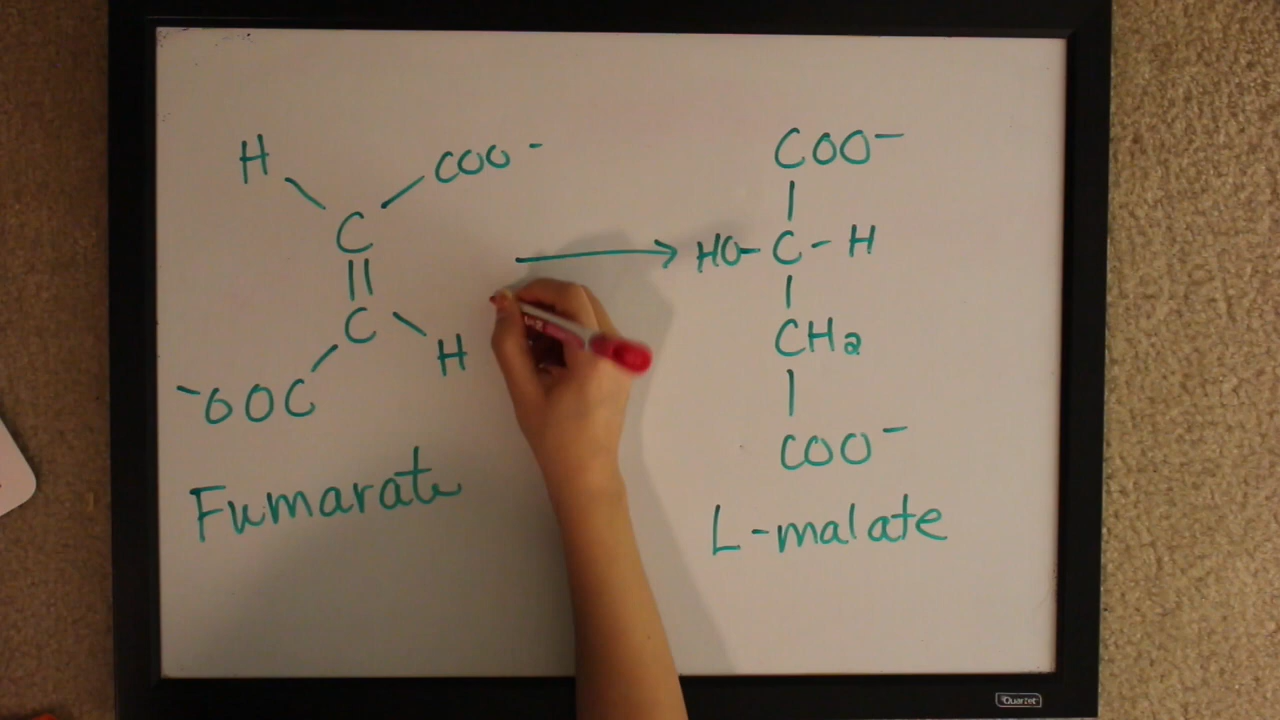 H COO-
C
||
C
H
-OOC
Fumarate
COO-
|
HO-C-H
|
CH2
|
COO-
L-malate
Quartet